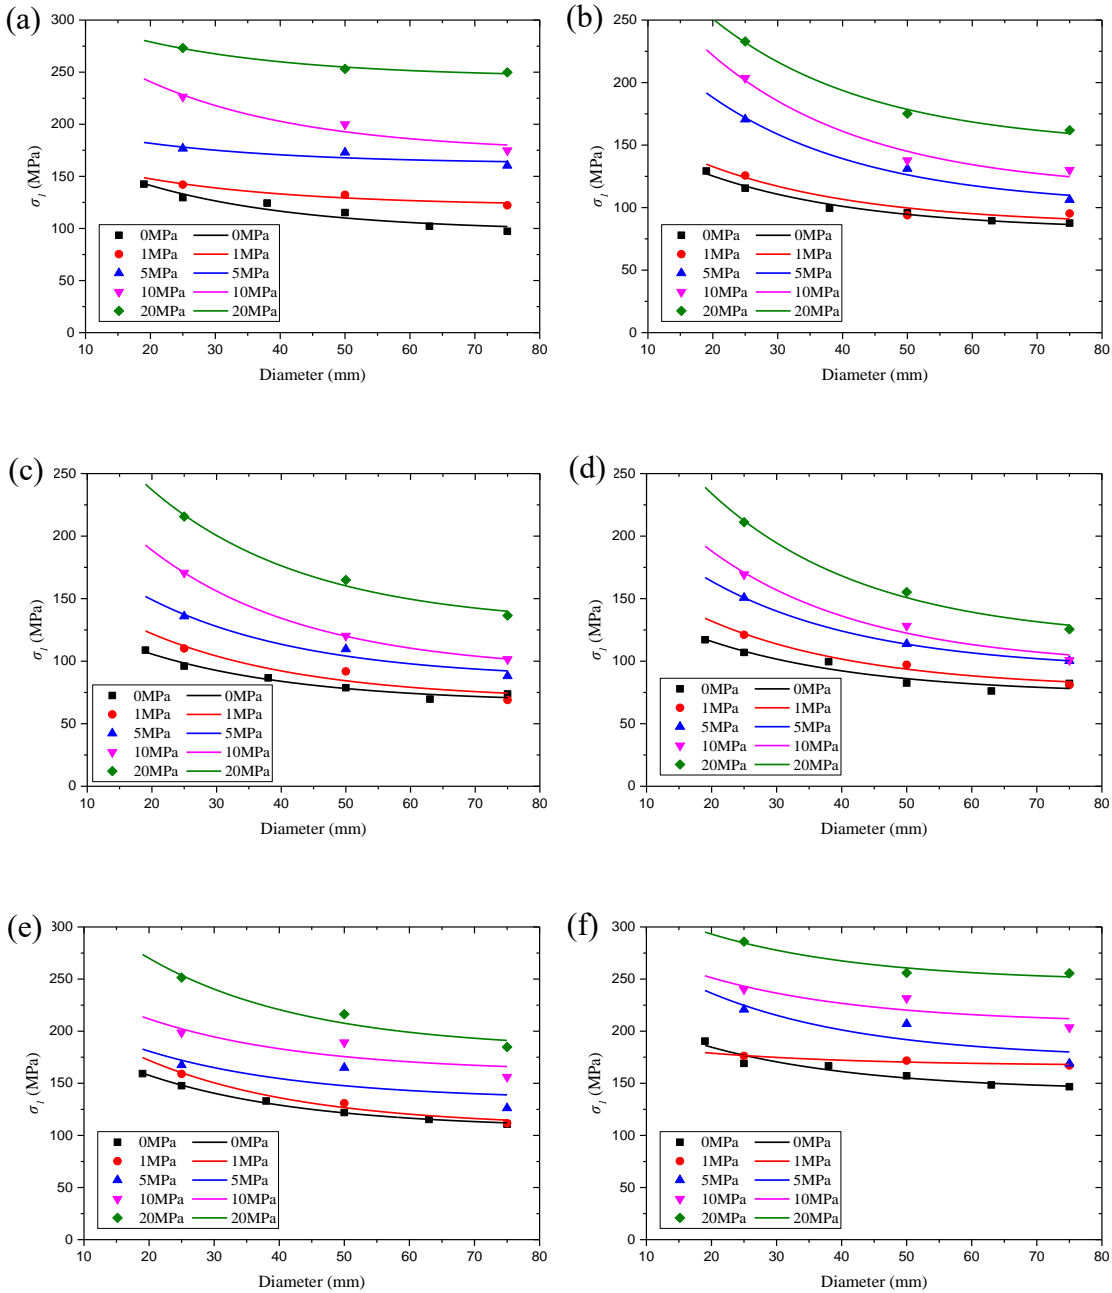 (a)
300
250
200
150
100
50
0
σ1 (MPa)
0MPa 0MPa
1MPa 1MPa
5MPa 5MPa
10MPa 10MPa
20MPa 20MPa
10 20 30 40 50 60 70 80
Diameter (mm)
(b)
250
200
150
100
50
0
σ1 (MPa)
0MPa 0MPa
1MPa 1MPa
5MPa 5MPa
10MPa 10MPa
20MPa 20MPa
10 20 30 40 50 60 70 80
Diameter (mm)
(c)
250
200
150
100
50
0
σ1 (MPa)
0MPa 0MPa
1MPa 1MPa
5MPa 5MPa
10MPa 10MPa
20MPa 20MPa
10 20 30 40 50 60 70 80
Diameter (mm)
(d)
250
200
150
100
50
0
σ1 (MPa)
0MPa 0MPa
1MPa 1MPa
5MPa 5MPa
10MPa 10MPa
20MPa 20MPa
10 20 30 40 50 60 70 80
Diameter (mm)
(e)
300
250
200
150
100
50
0
σ1 (MPa)
0MPa 0MPa
1MPa 1MPa
5MPa 5MPa
10MPa 10MPa
20MPa 20MPa
10 20 30 40 50 60 70 80
Diameter (mm)
(f)
300
250
200
150
100
50
0
σ1 (MPa)
0MPa 0MPa
1MPa 1MPa
5MPa 5MPa
10MPa 10MPa
20MPa 20MPa
10 20 30 40 50 60 70 80
Diameter (mm)